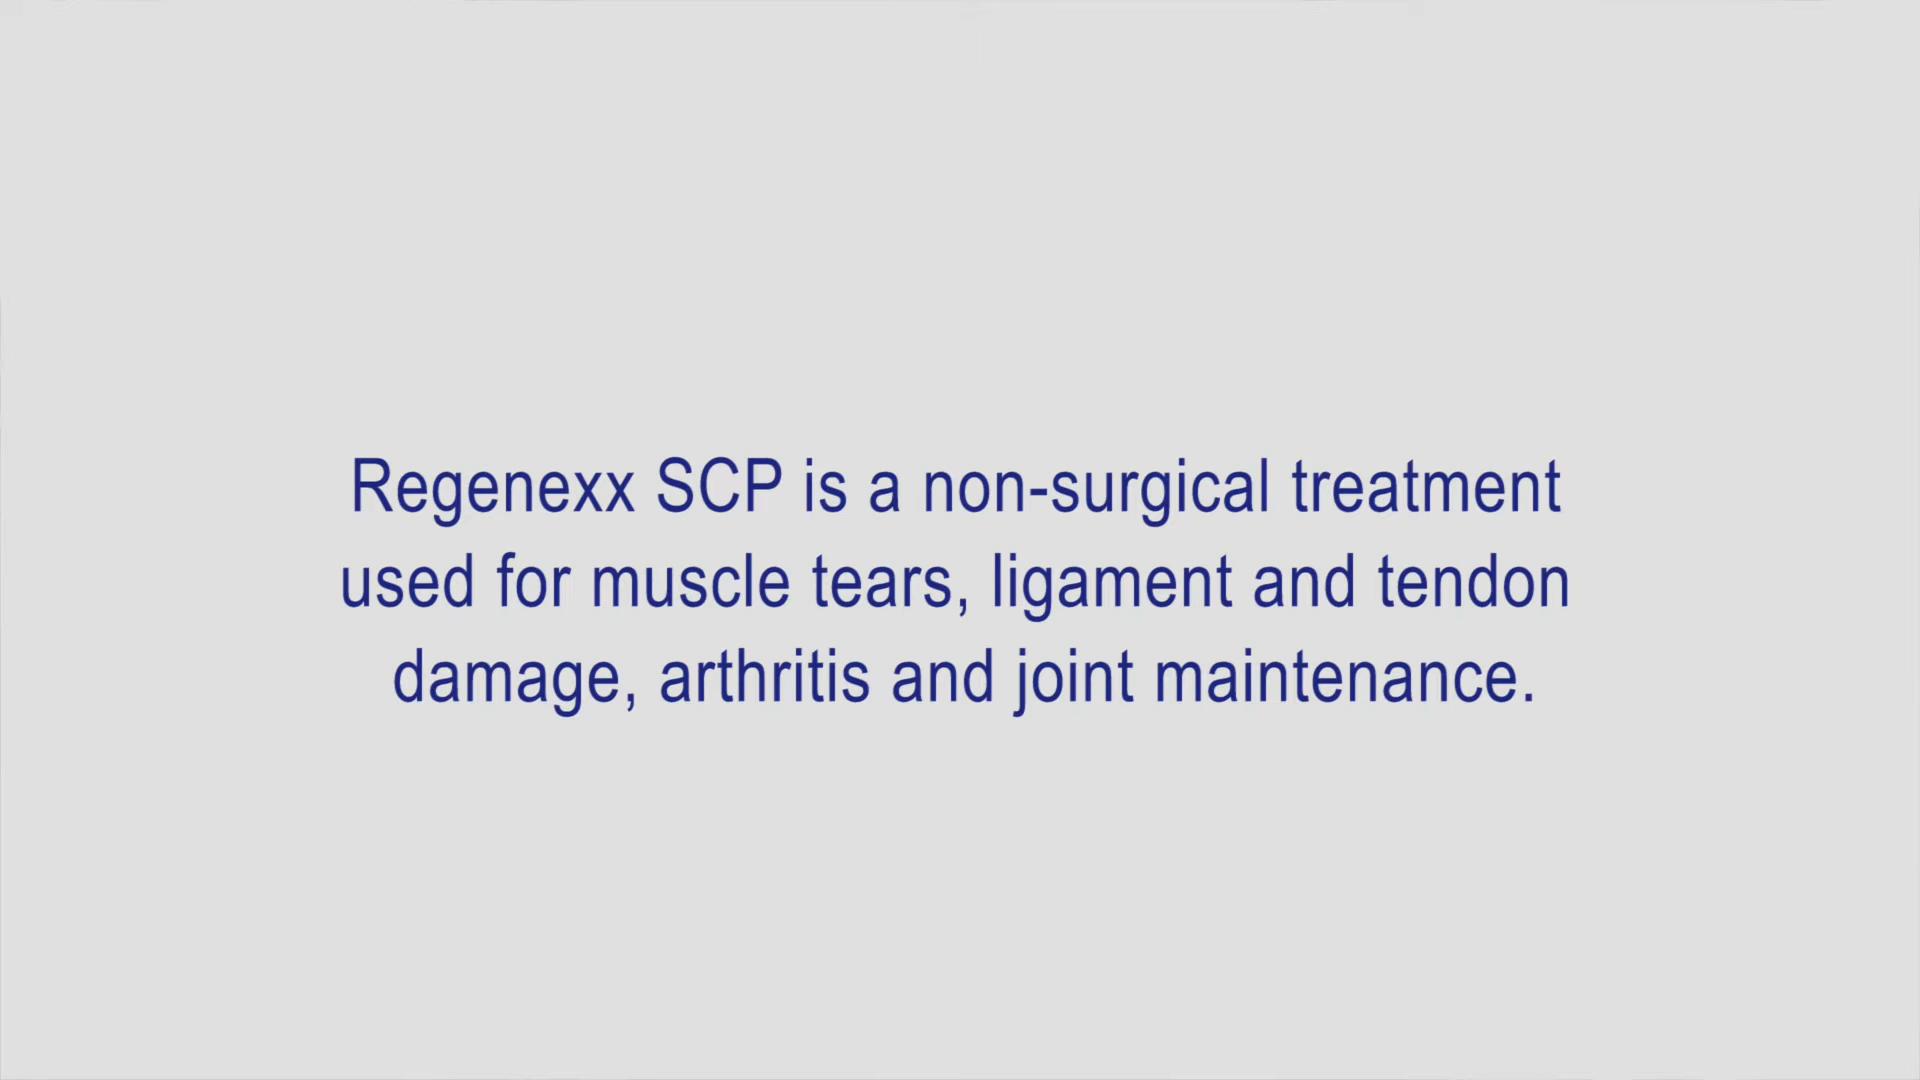 Regenexx SCP is a non-surgical treatment
used for muscle tears, ligament and tendon
damage, arthritis and joint maintenance.